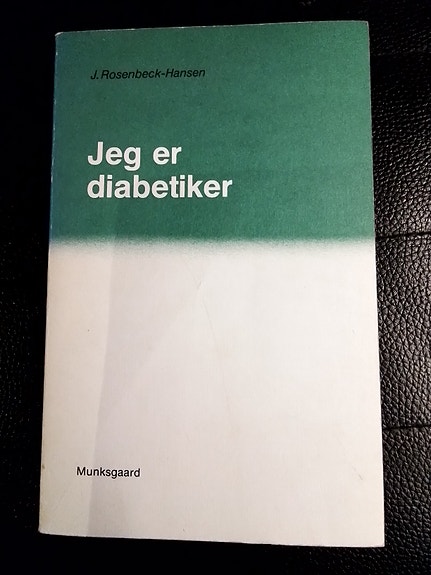 J. Rosenbeck-Hansen
Jeg er
diabetiker
Munksgaard